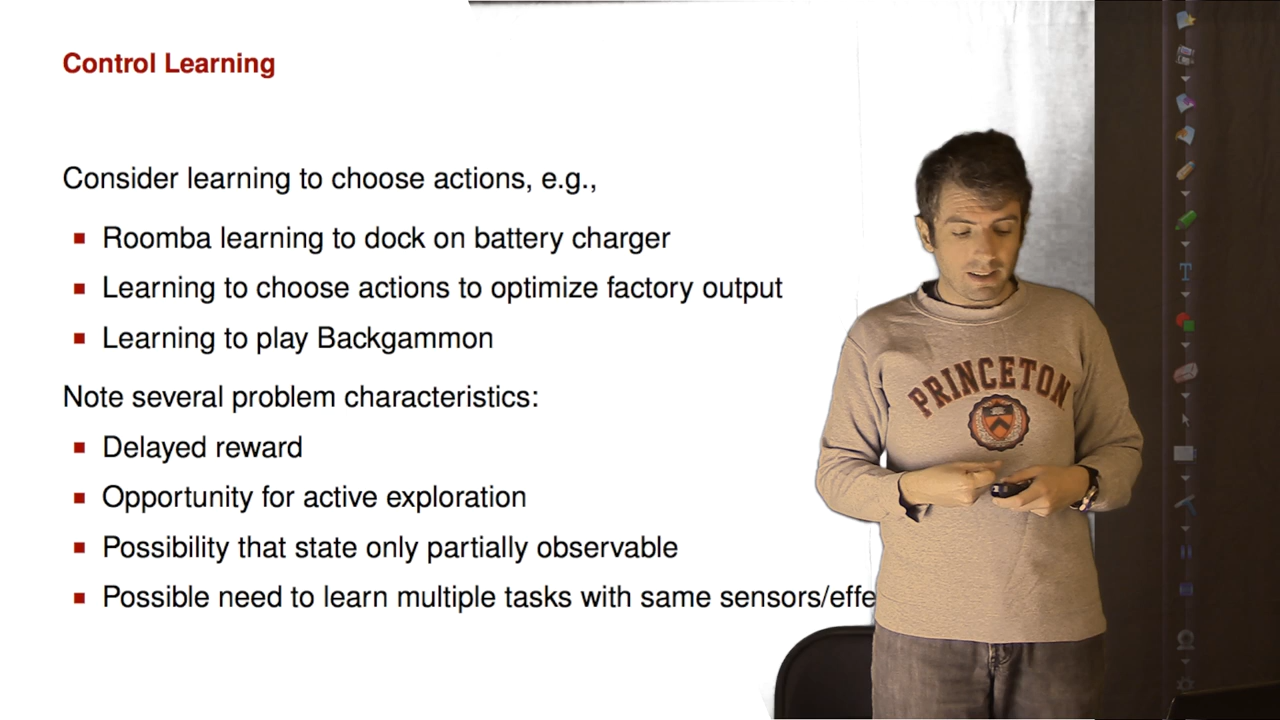 Control Learning
Consider learning to choose actions, e.g.,
Roomba learning to dock on battery charger
Learning to choose actions to optimize factory output
Learning to play Backgammon
Note several problem characteristics:
Delayed reward
Opportunity for active exploration
Possibility that state only partially observable
Possible need to learn multiple tasks with same sensors/effe
PRINCETON
T